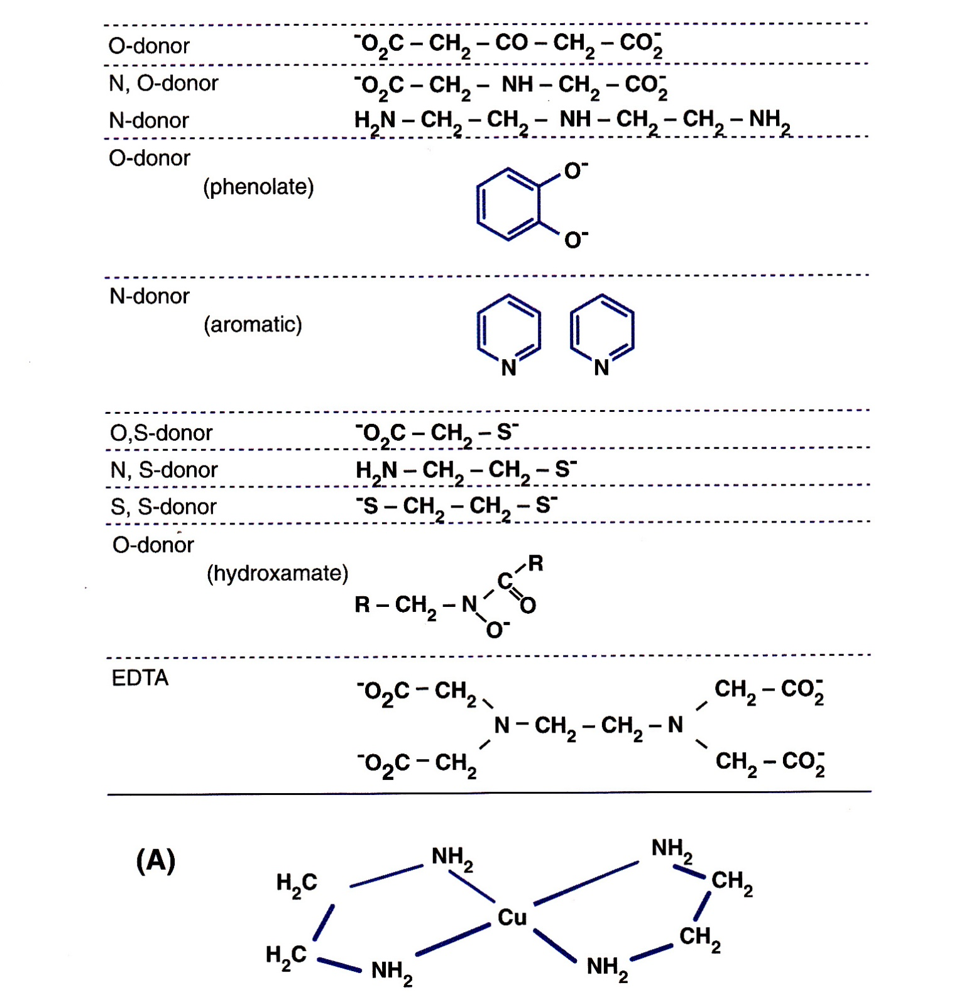 O-donor ⁻O₂C – CH₂ – CO – CH₂ – CO₂⁻
N, O-donor ⁻O₂C – CH₂ – NH – CH₂ – CO₂⁻
N-donor H₂N – CH₂ – CH₂ – NH – CH₂ – CH₂ – NH₂
O-donor
(phenolate)
O⁻
O⁻
N-donor
(aromatic)
N N
O,S-donor ⁻O₂C – CH₂ – S⁻
N, S-donor H₂N – CH₂ – CH₂ – S⁻
S, S-donor ⁻S – CH₂ – CH₂ – S⁻
O-donor
(hydroxamate)
R
C
R – CH₂ – N O
O⁻
EDTA
⁻O₂C – CH₂ CH₂ – CO₂⁻
N – CH₂ – CH₂ – N
⁻O₂C – CH₂ CH₂ – CO₂⁻
(A)
NH₂ NH₂
H₂C CH₂
Cu
H₂C CH₂
NH₂ NH₂